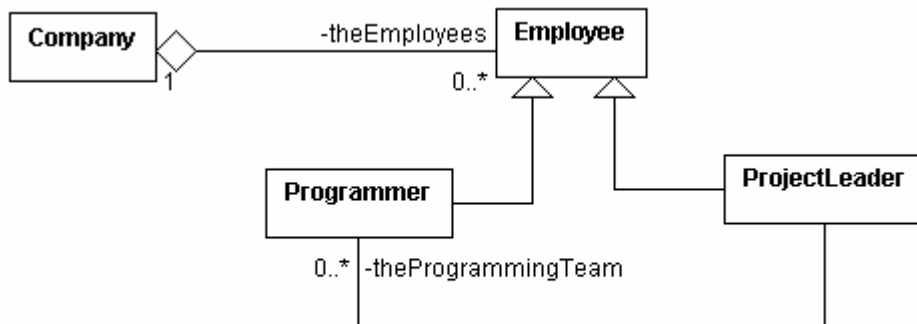 Company
-theEmployees
Employee
1
0..*
Programmer
ProjectLeader
0..*
-theProgrammingTeam